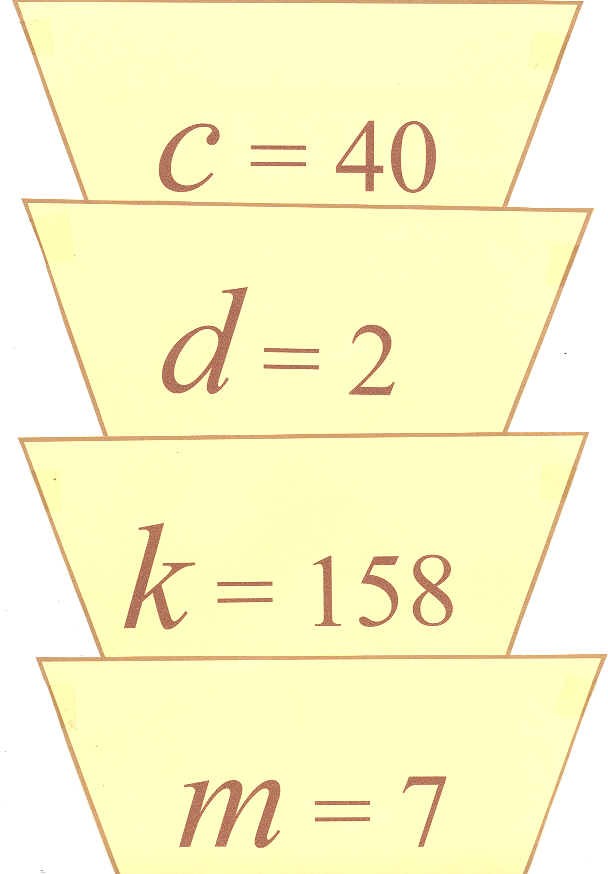 c = 40
d = 2
k = 158
m = 7